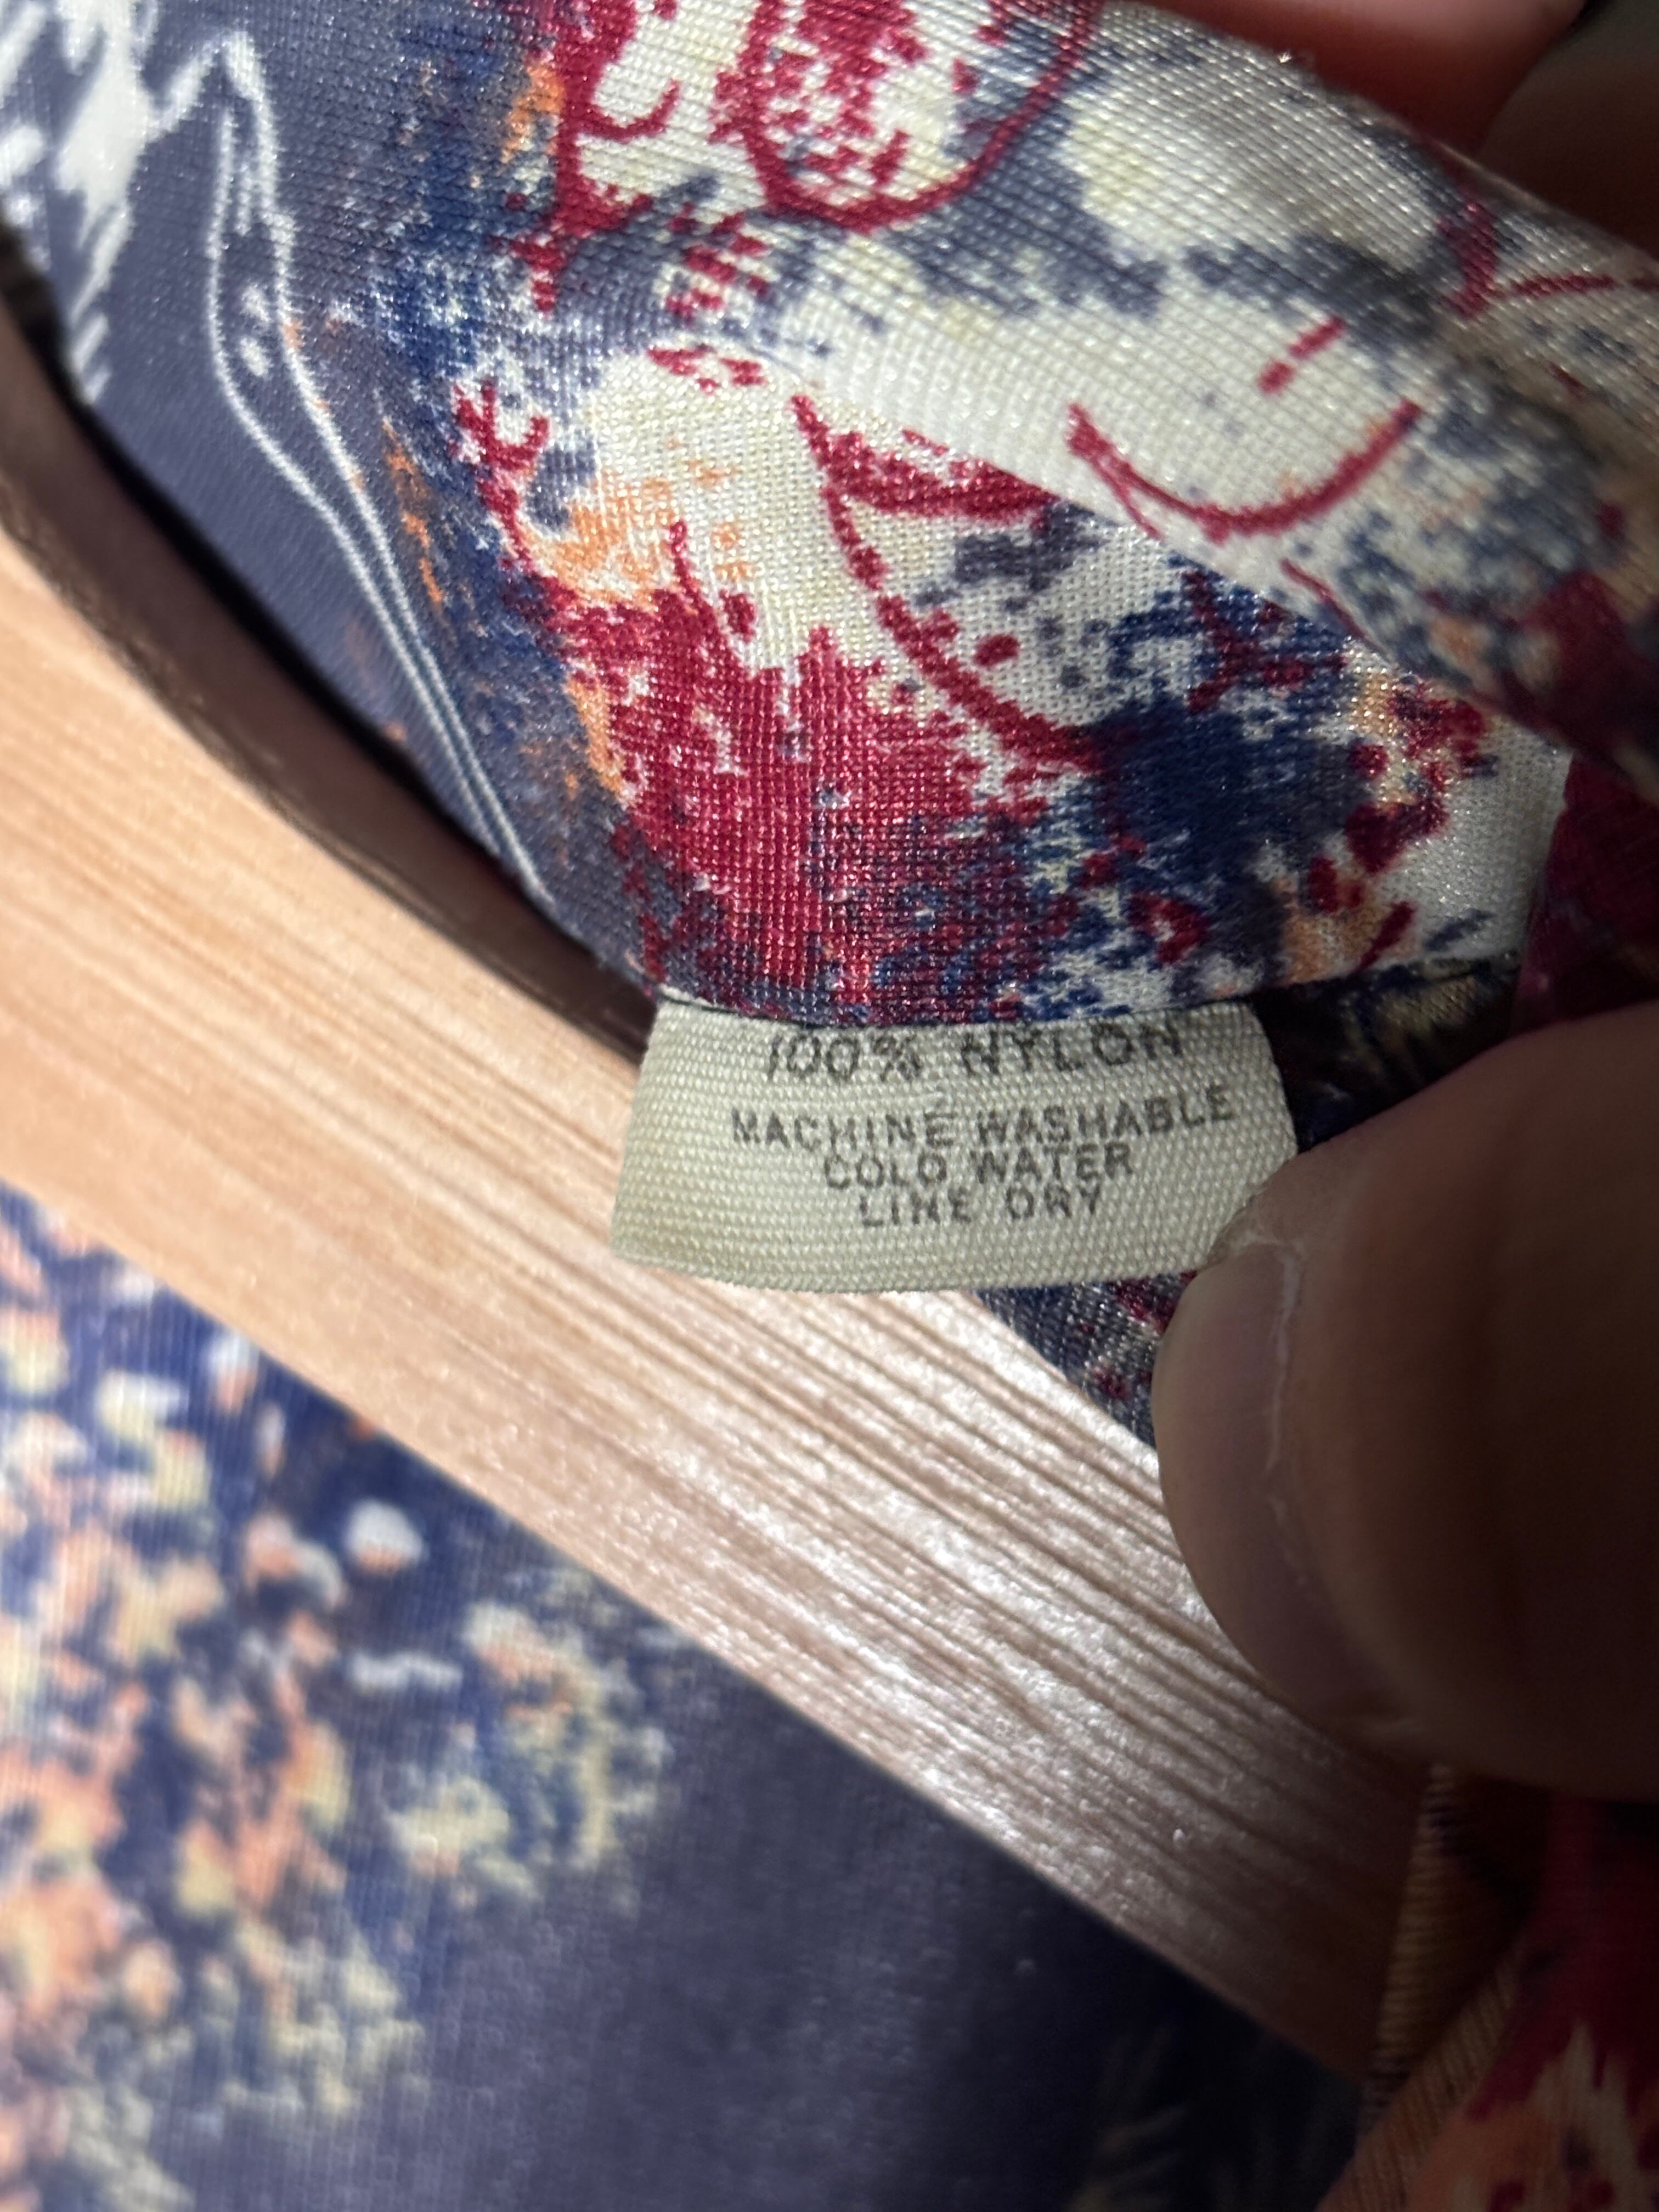 100% NYLON
MACHINE WASHABLE
COLD WATER
LINE DRY